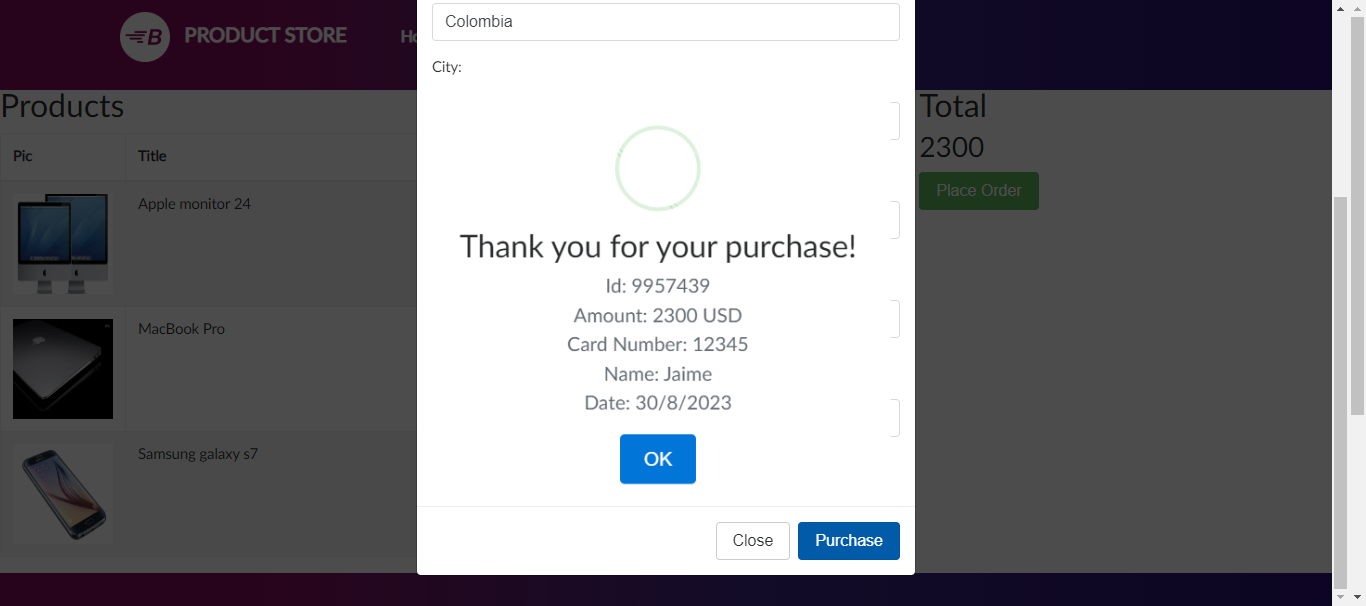 PRODUCT STORE
Products
Pic
Title
Apple monitor 24
MacBook Pro
Samsung galaxy s7
Colombia
City:
Thank you for your purchase!
Id: 9957439
Amount: 2300 USD
Card Number: 12345
Name: Jaime
Date: 30/8/2023
OK
Close
Purchase
Total
2300
Place Order